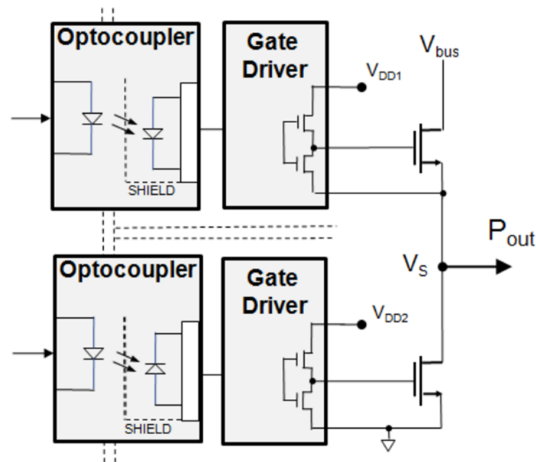 Optocoupler
SHIELD
Gate
Driver
VDD1
Vbus
Pout
VS
Optocoupler
SHIELD
Gate
Driver
VDD2